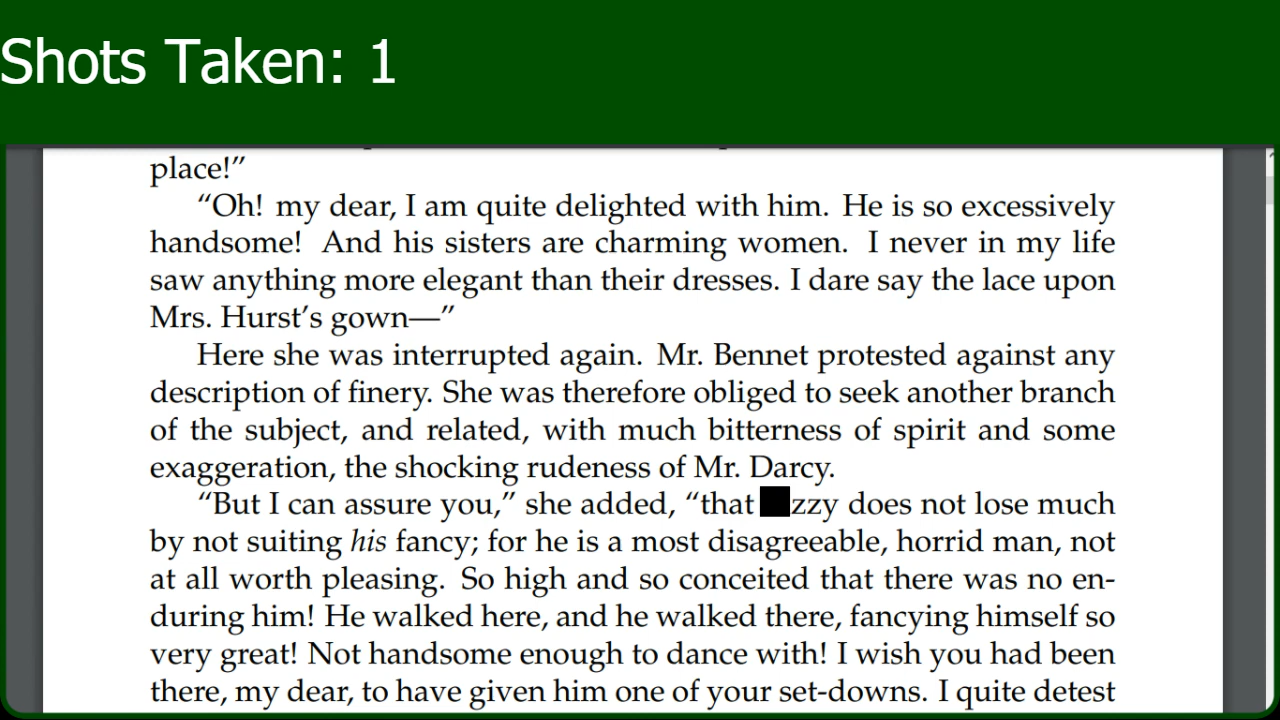 Shots Taken: 1
place!”
“Oh! my dear, I am quite delighted with him. He is so excessively
handsome! And his sisters are charming women. I never in my life
saw anything more elegant than their dresses. I dare say the lace upon
Mrs. Hurst’s gown—”
Here she was interrupted again. Mr. Bennet protested against any
description of finery. She was therefore obliged to seek another branch
of the subject, and related, with much bitterness of spirit and some
exaggeration, the shocking rudeness of Mr. Darcy.
“But I can assure you,” she added, “that zzy does not lose much
by not suiting his fancy; for he is a most disagreeable, horrid man, not
at all worth pleasing. So high and so conceited that there was no en-
during him! He walked here, and he walked there, fancying himself so
very great! Not handsome enough to dance with! I wish you had been
there, my dear, to have given him one of your set-downs. I quite detest